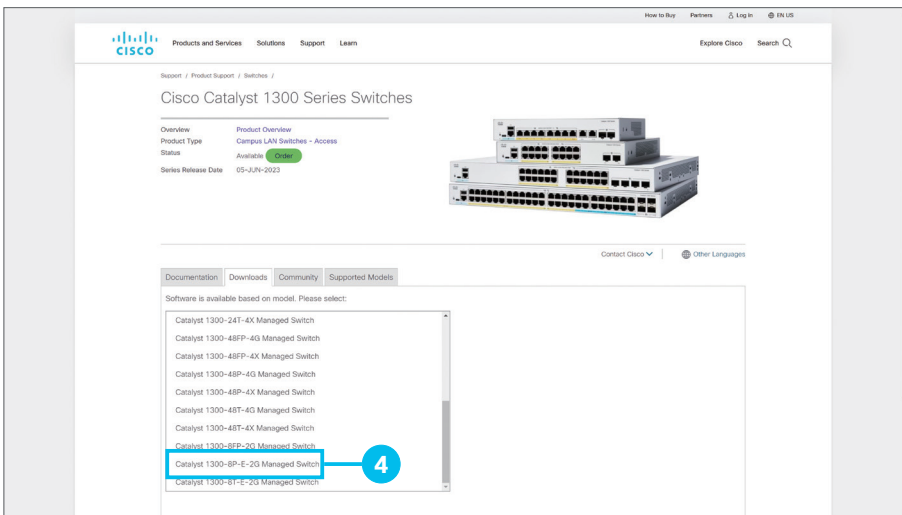 How to Buy Partners Log in EN US
CISCO Products and Services Solutions Support Learn Explore Cisco Search
Support / Product Support / Switches /
Cisco Catalyst 1300 Series Switches
Overview Product Overview
Product Type Campus LAN Switches - Access
Status Available Order
Series Release Date 05-JUN-2023
Contact Cisco Other Languages
Documentation Downloads Community Supported Models
Software is available based on model. Please select:
Catalyst 1300-24T-4X Managed Switch
Catalyst 1300-48FP-4G Managed Switch
Catalyst 1300-48FP-4X Managed Switch
Catalyst 1300-48P-4G Managed Switch
Catalyst 1300-48P-4X Managed Switch
Catalyst 1300-48T-4G Managed Switch
Catalyst 1300-48T-4X Managed Switch
Catalyst 1300-8FP-2G Managed Switch
Catalyst 1300-8P-E-2G Managed Switch 4
Catalyst 1300-8T-E-2G Managed Switch